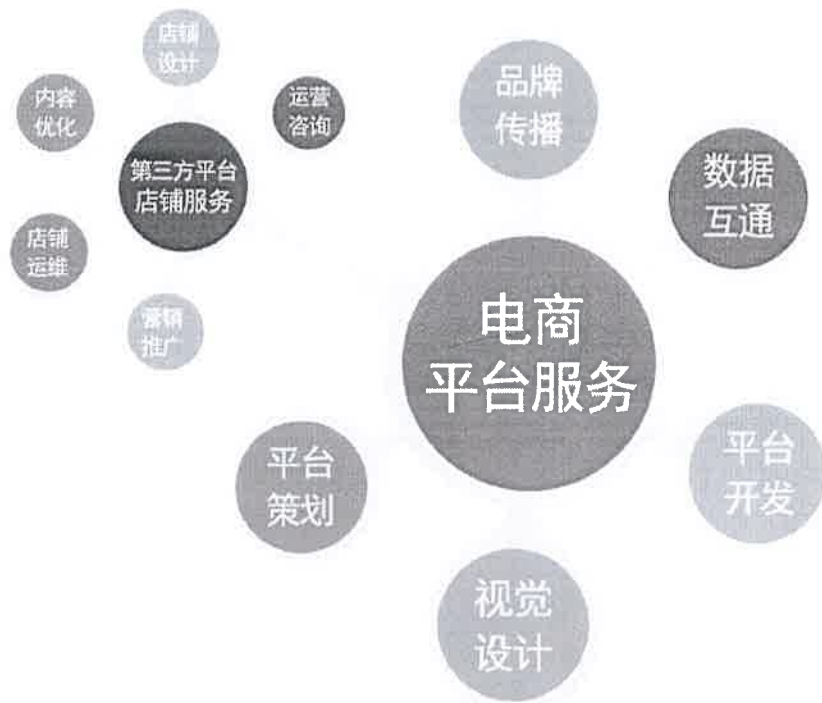 店铺
设计
内容
优化
运营
咨询
第三方平台
店铺服务
店铺
运维
营销
推广
品牌
传播
数据
互通
电商
平台服务
平台
策划
平台
开发
视觉
设计